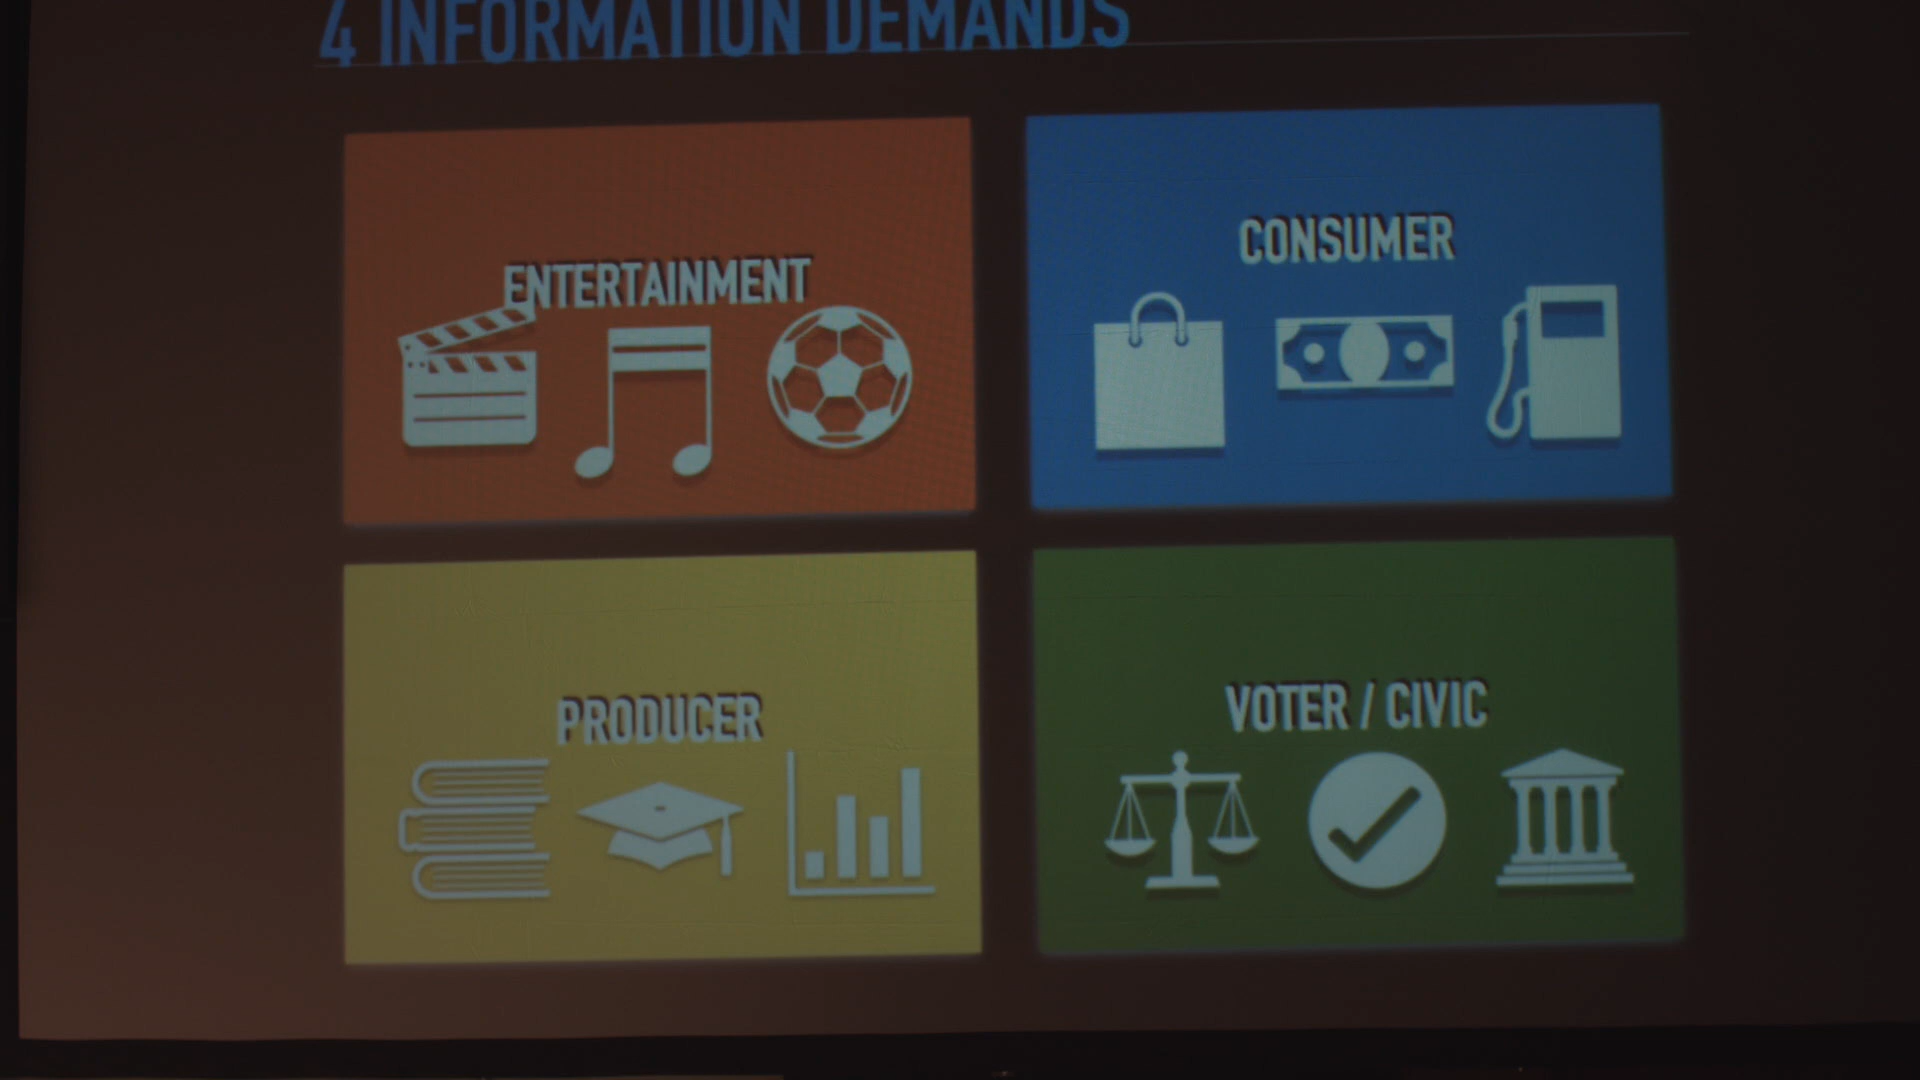 4 INFORMATION DEMANDS
ENTERTAINMENT
CONSUMER
PRODUCER
VOTER / CIVIC